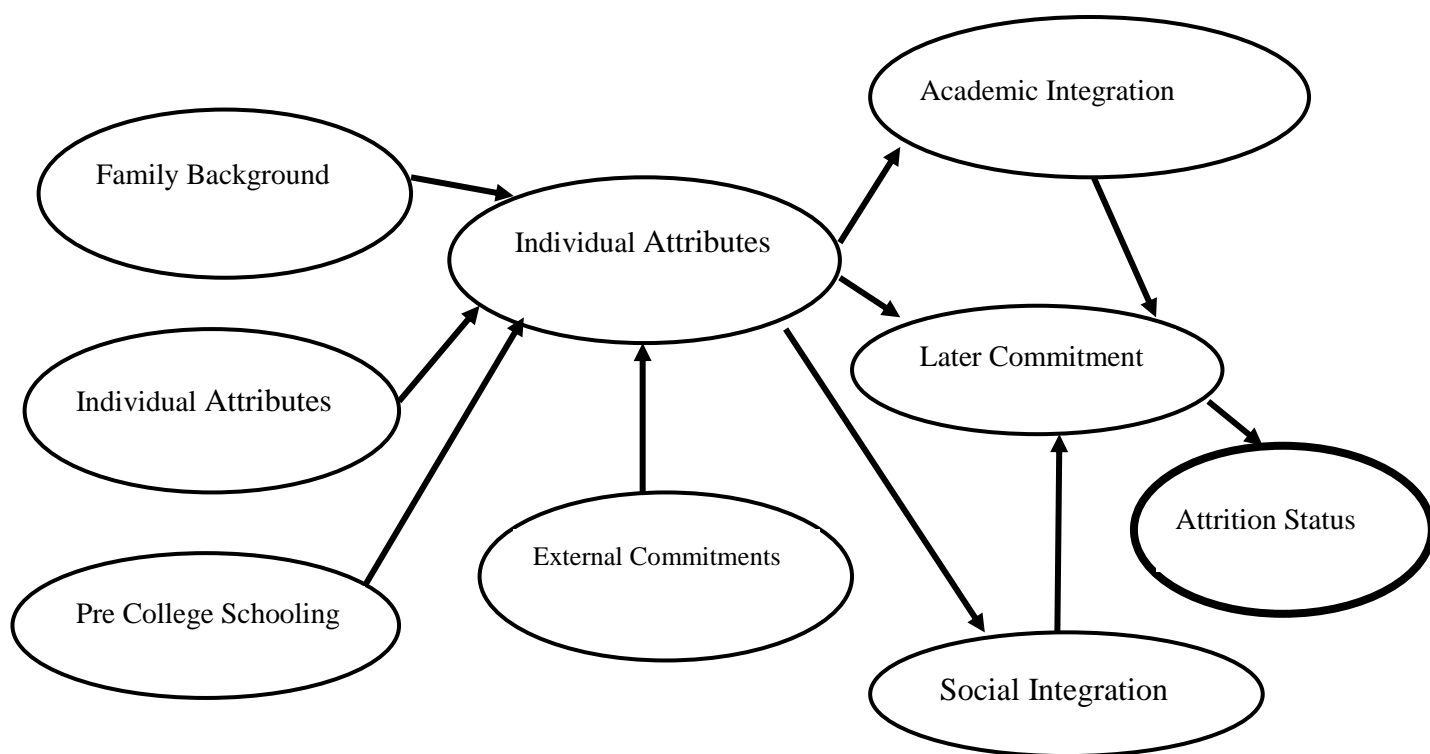 Academic Integration
Family Background
Individual Attributes
Later Commitment
Individual Attributes
Attrition Status
External Commitments
Pre College Schooling
Social Integration